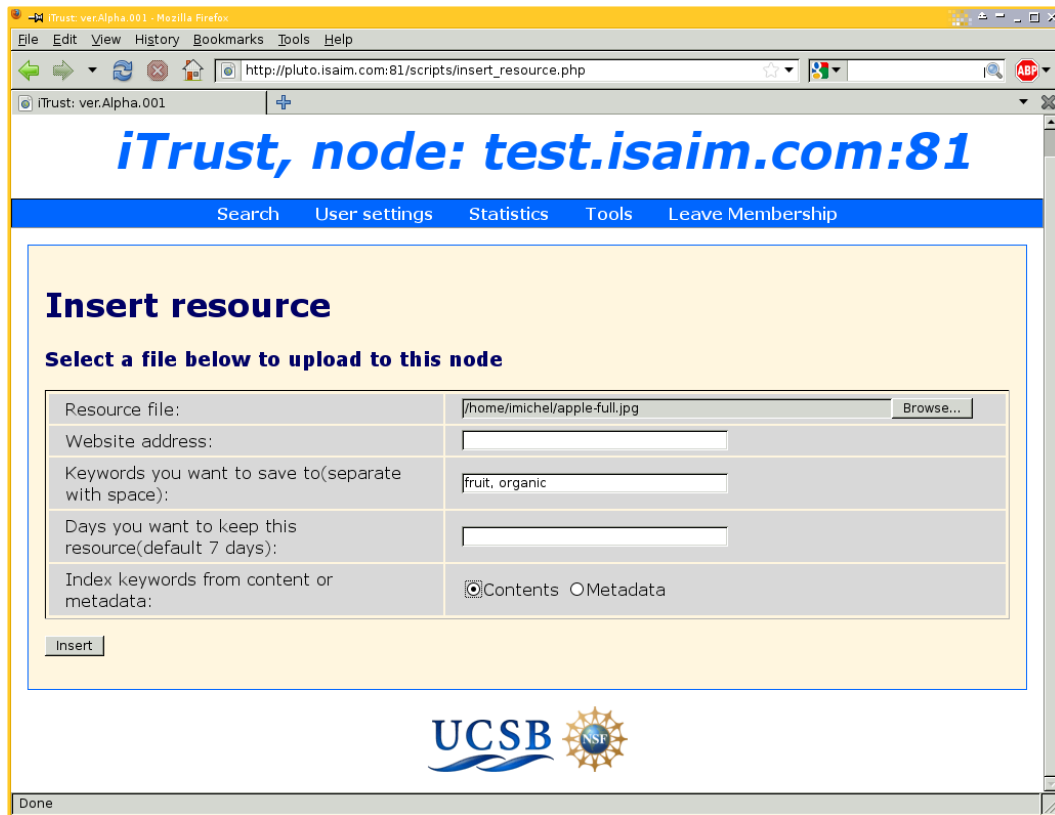 iTrust: ver.Alpha.001 - Mozilla Firefox
File Edit View History Bookmarks Tools Help
http://pluto.isaim.com:81/scripts/insert_resource.php
ABP
iTrust: ver.Alpha.001
iTrust, node: test.isaim.com:81
Search User settings Statistics Tools Leave Membership
Insert resource
Select a file below to upload to this node
Resource file: /home/imichel/apple-full.jpg Browse...
Website address:
Keywords you want to save to(separate
with space): fruit, organic
Days you want to keep this
resource(default 7 days):
Index keywords from content or
metadata: Contents Metadata
Insert
UCSB NSF
Done